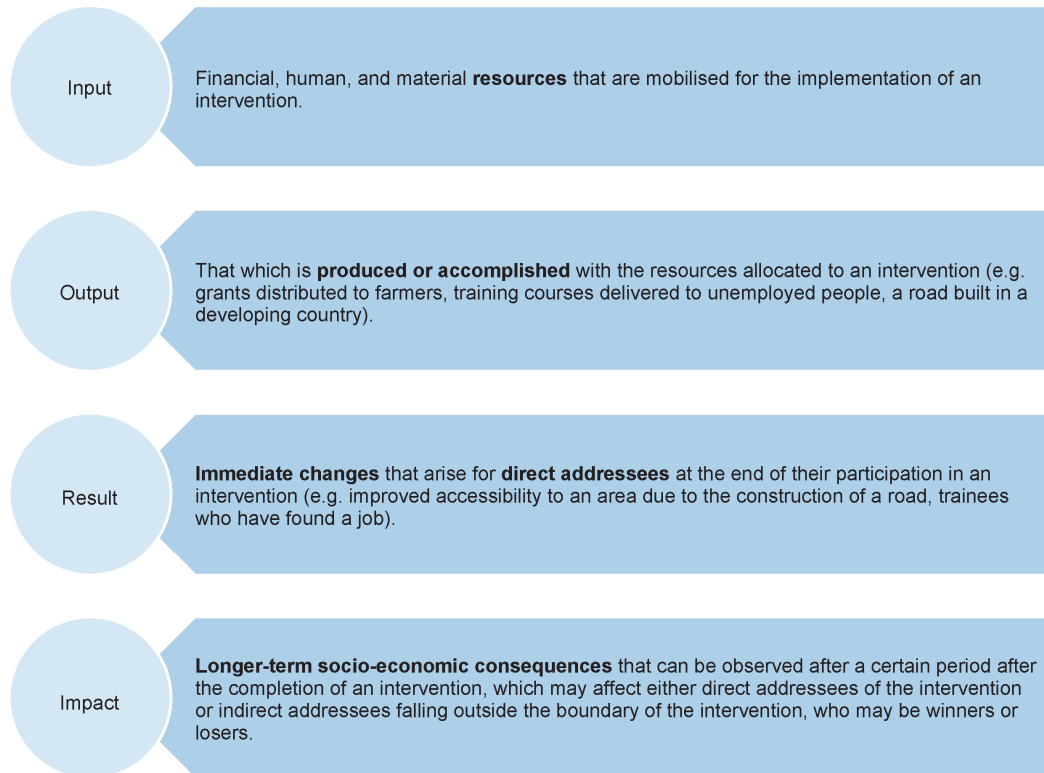 Input
Financial, human, and material resources that are mobilised for the implementation of an
intervention.
Output
That which is produced or accomplished with the resources allocated to an intervention (e.g.
grants distributed to farmers, training courses delivered to unemployed people, a road built in a
developing country).
Result
Immediate changes that arise for direct addressees at the end of their participation in an
intervention (e.g. improved accessibility to an area due to the construction of a road, trainees
who have found a job).
Impact
Longer-term socio-economic consequences that can be observed after a certain period after
the completion of an intervention, which may affect either direct addressees of the intervention
or indirect addressees falling outside the boundary of the intervention, who may be winners or
losers.